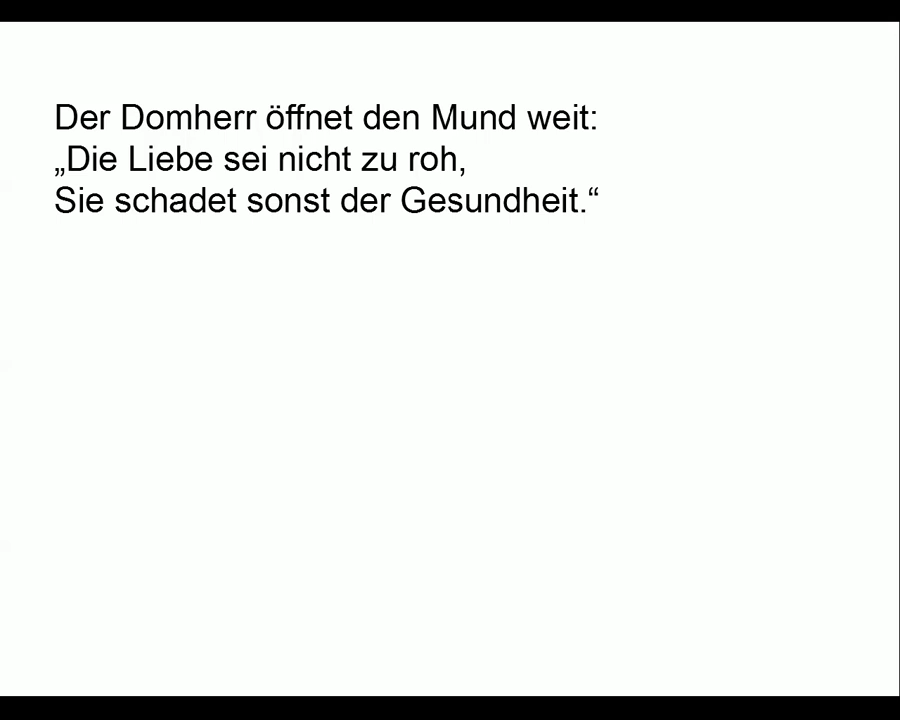 Der Domherr öffnet den Mund weit:
„Die Liebe sei nicht zu roh,
Sie schadet sonst der Gesundheit.“